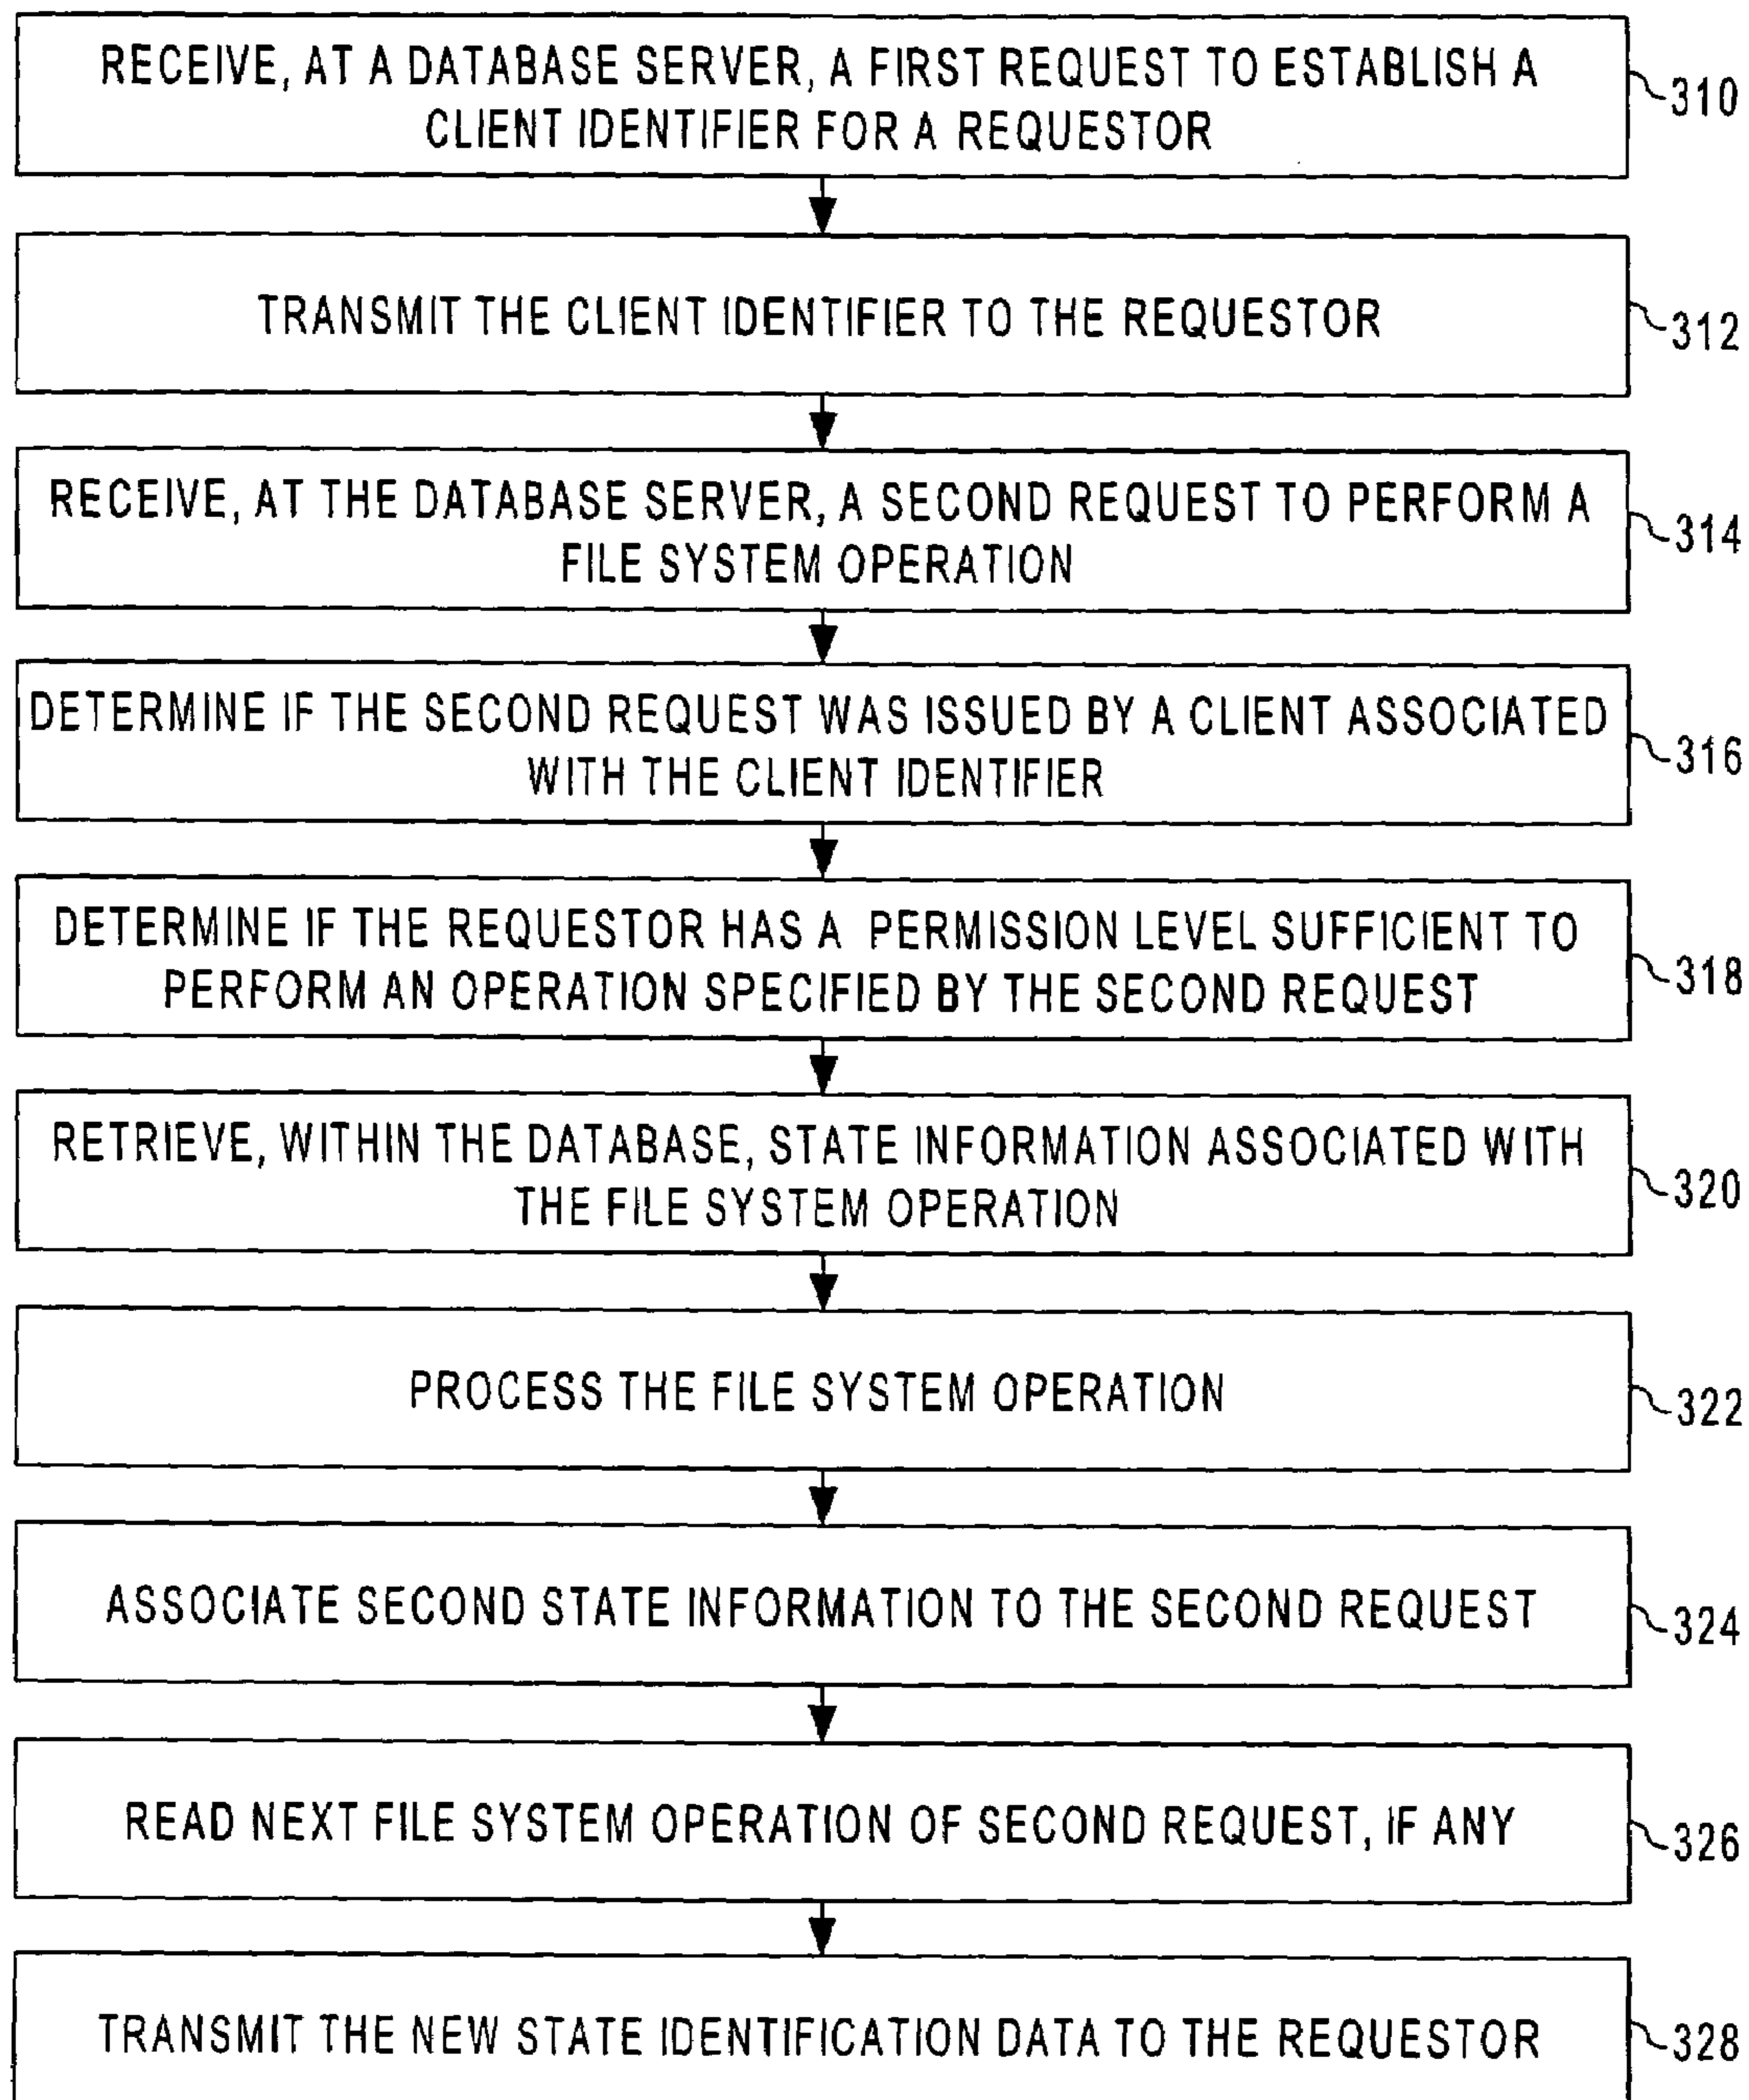 RECEIVE, AT A DATABASE SERVER, A FIRST REQUEST TO ESTABLISH A
CLIENT IDENTIFIER FOR A REQUESTOR
310
TRANSMIT THE CLIENT IDENTIFIER TO THE REQUESTOR
312
RECEIVE, AT THE DATABASE SERVER, A SECOND REQUEST TO PERFORM A
FILE SYSTEM OPERATION
314
DETERMINE IF THE SECOND REQUEST WAS ISSUED BY A CLIENT ASSOCIATED
WITH THE CLIENT IDENTIFIER
316
DETERMINE IF THE REQUESTOR HAS A PERMISSION LEVEL SUFFICIENT TO
PERFORM AN OPERATION SPECIFIED BY THE SECOND REQUEST
318
RETRIEVE, WITHIN THE DATABASE, STATE INFORMATION ASSOCIATED WITH
THE FILE SYSTEM OPERATION
320
PROCESS THE FILE SYSTEM OPERATION
322
ASSOCIATE SECOND STATE INFORMATION TO THE SECOND REQUEST
324
READ NEXT FILE SYSTEM OPERATION OF SECOND REQUEST, IF ANY
326
TRANSMIT THE NEW STATE IDENTIFICATION DATA TO THE REQUESTOR
328